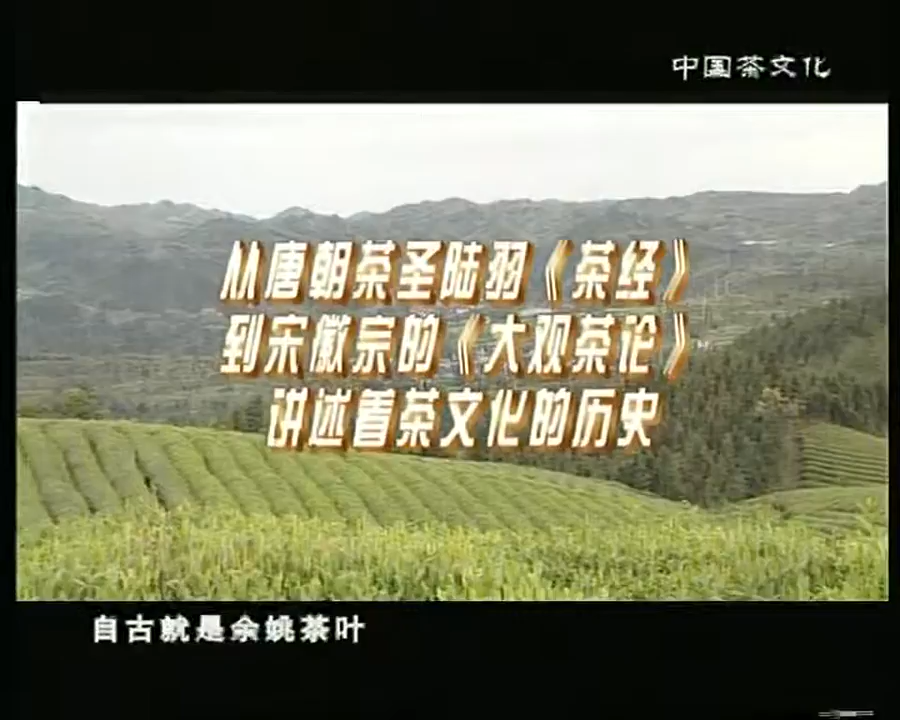 中国茶文化
从唐朝茶圣陆羽《茶经》
到宋徽宗的《大观茶论》
讲述着茶文化的历史
自古就是余姚茶叶